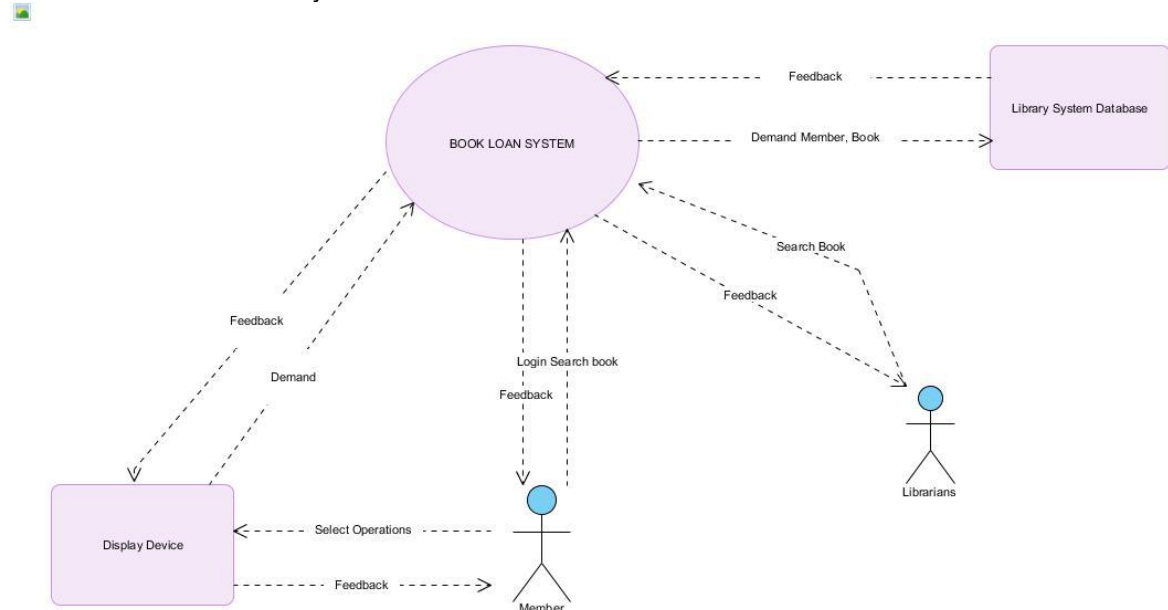 Feedback
Library System Database
BOOK LOAN SYSTEM
Demand Member, Book
Search Book
Feedback
Feedback
Login Search book
Demand
Feedback
Librarians
Select Operations
Display Device
Feedback
Member